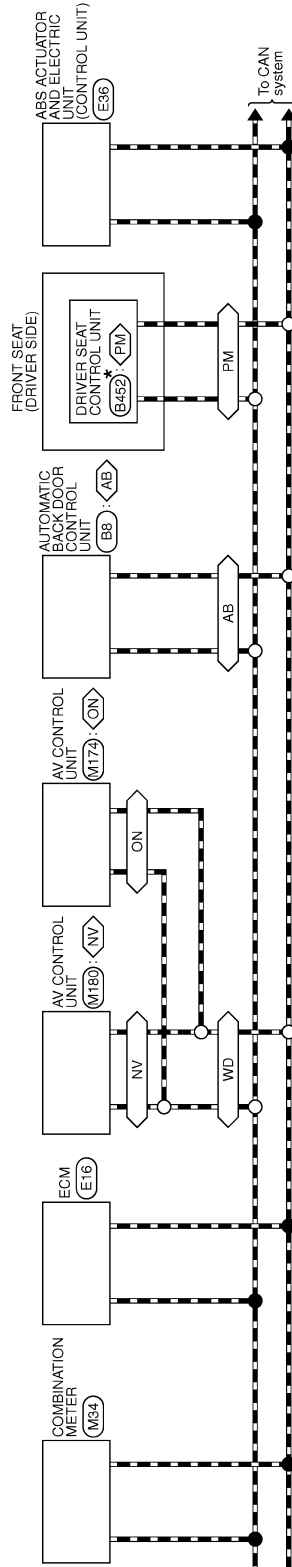 COMBINATION
METER
M34
ECM
E16
AV CONTROL
UNIT
M180 : NV
NV
WD
AV CONTROL
UNIT
M174 : ON
ON
AUTOMATIC
BACK DOOR
CONTROL
UNIT
B8 : AB
AB
FRONT SEAT
(DRIVER SIDE)
DRIVER SEAT
CONTROL UNIT
*
B452 : PM
PM
ABS ACTUATOR
AND ELECTRIC
UNIT
(CONTROL UNIT)
E36
To CAN
system